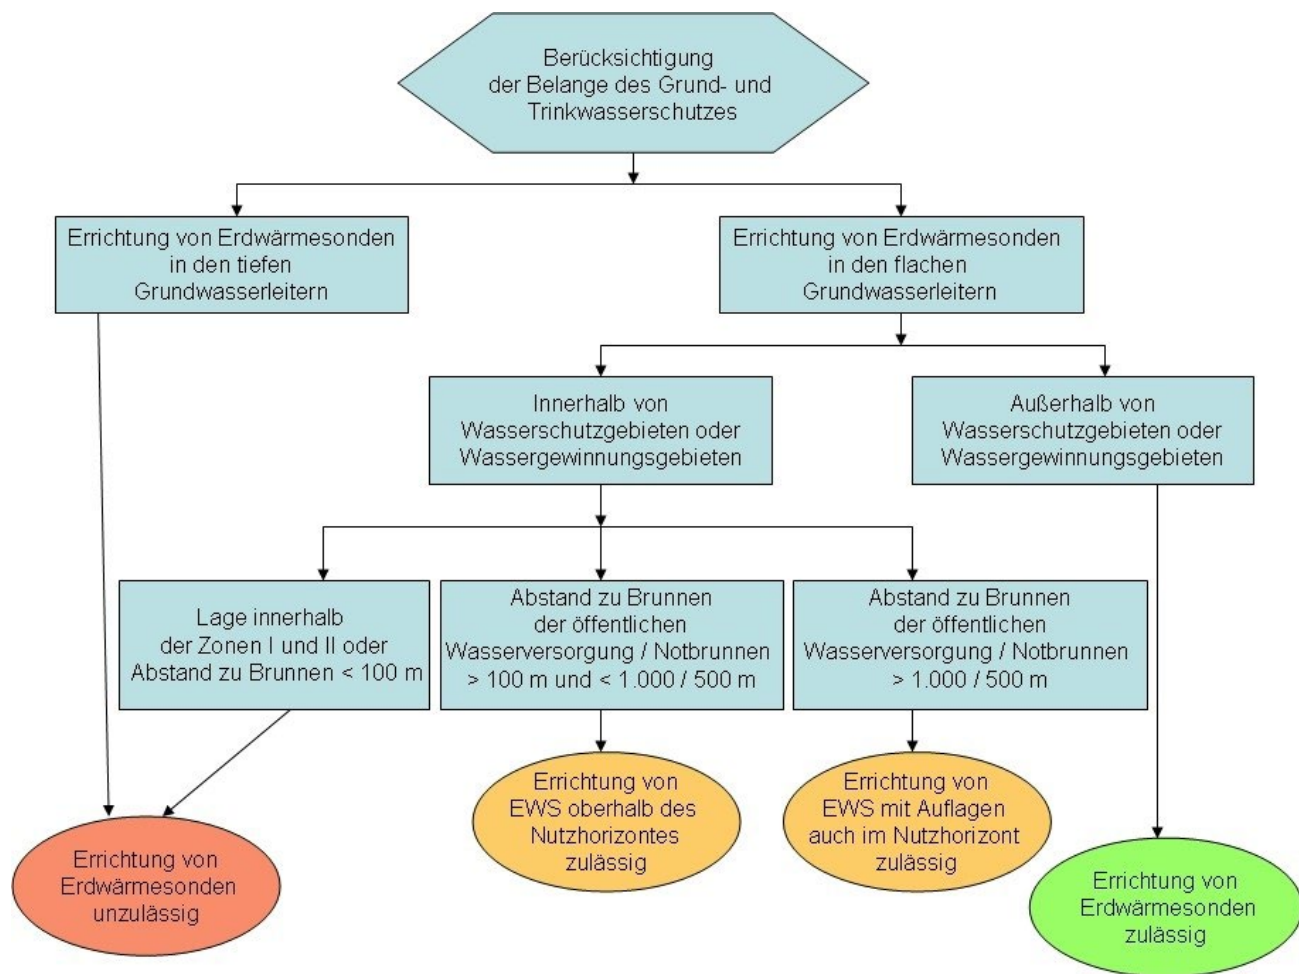 Berücksichtigung
der Belange des Grund- und
Trinkwasserschutzes
Errichtung von Erdwärmesonden
in den tiefen
Grundwasserleitern
Errichtung von Erdwärmesonden
in den flachen
Grundwasserleitern
Innerhalb von
Wasserschutzgebieten oder
Wassergewinnungsgebieten
Außerhalb von
Wasserschutzgebieten oder
Wassergewinnungsgebieten
Lage innerhalb
der Zonen I und II oder
Abstand zu Brunnen < 100 m
Abstand zu Brunnen
der öffentlichen
Wasserversorgung / Notbrunnen
> 100 m und < 1.000 / 500 m
Abstand zu Brunnen
der öffentlichen
Wasserversorgung / Notbrunnen
> 1.000 / 500 m
Errichtung von
Erdwärmesonden
unzulässig
Errichtung von
EWS oberhalb des
Nutzhorizontes
zulässig
Errichtung von
EWS mit Auflagen
auch im Nutzhorizont
zulässig
Errichtung von
Erdwärmesonden
zulässig